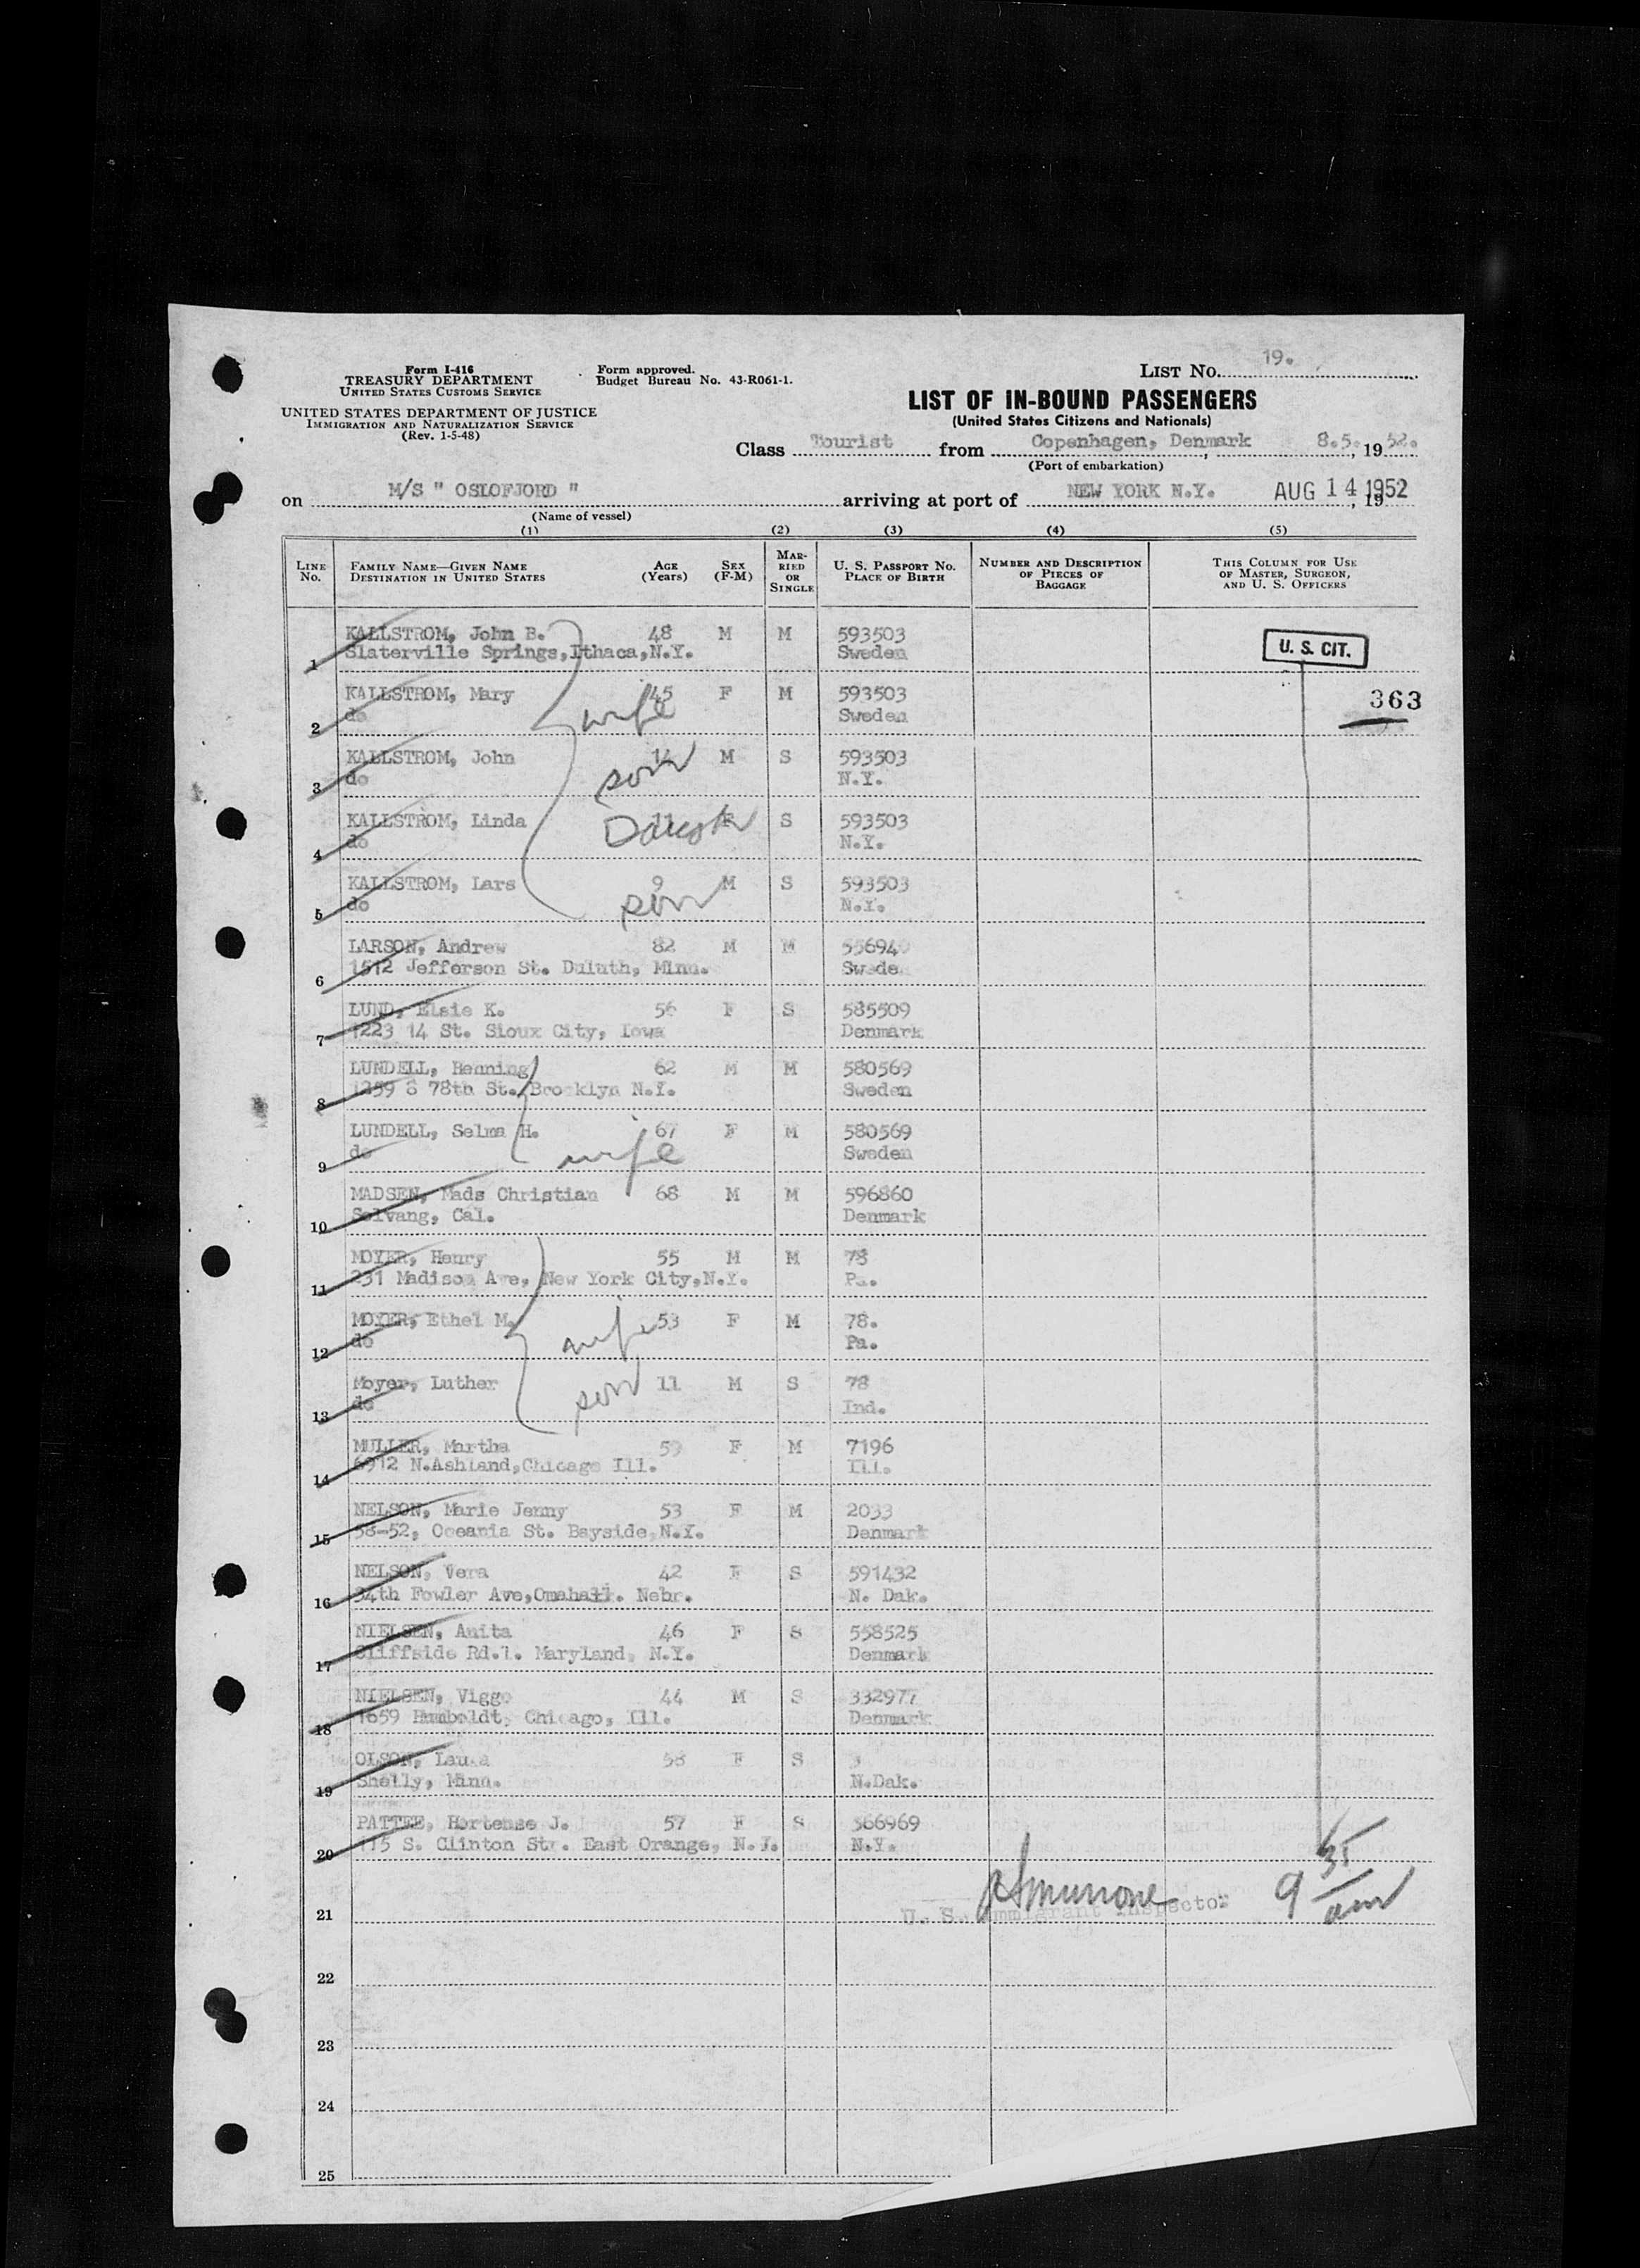 Form I-416
TREASURY DEPARTMENT
UNITED STATES CUSTOMS SERVICE
UNITED STATES DEPARTMENT OF JUSTICE
IMMIGRATION AND NATURALIZATION SERVICE
(Rev. 1-5-48)
Form approved.
Budget Bureau No. 43-R061-1.
LIST NO. 19.
LIST OF IN-BOUND PASSENGERS
(United States Citizens and Nationals)
Class Tourist from Copenhagen, Denmark, 8.5., 1952.
(Port of embarkation)
on M/S " OSLOFJORD " arriving at port of NEW YORK N.Y. AUG 14 1952, 19
(Name of vessel)
(1) (2) (3) (4) (5)
LINE NO. FAMILY NAME—GIVEN NAME DESTINATION IN UNITED STATES AGE (Years) SEX (F-M) MARRIED OR SINGLE U. S. PASSPORT NO. PLACE OF BIRTH NUMBER AND DESCRIPTION OF PIECES OF BAGGAGE THIS COLUMN FOR USE OF MASTER, SURGEON, AND U. S. OFFICERS
KALLSTROM, John B. 48 M M 593503
1 Slaterville Springs,Ithaca,N.Y. Sweden U. S. CIT.
KALLSTROM, Mary 45 F M 593503 363
2 do wife Sweden
KALLSTROM, John 14 M S 593503
3 do son N.Y.
KALLSTROM, Linda 11 F S 593503
4 do N.Y.
KALLSTROM, Lars 9 M S 593503
5 do son N.Y.
LARSON, Andrew 82 M M 55694
6 1512 Jefferson St. Duluth, Minn. Swede
LUND, Elsie K. 56 F S 585509
7 1223 14 St. Sioux City, Iowa Denmark
LUNDELL, Henning 62 M M 580569
8 1259 8 78th St. Brooklyn N.Y. Sweden
LUNDELL, Selma H. 67 F M 580569
9 do wife Sweden
MADSEN, Mads Christian 68 M M 596860
10 Solvang, Cal. Denmark
MOYER, Henry 55 M M 78
11 231 Madison Ave, New York City,N.Y. Pa.
MOYER, Ethel M. 53 F M 78.
12 do wife Pa.
Moyer, Luther 11 M S 78
13 do son Ind.
MULLER, Martha 59 F M 7196
14 6912 N.Ashland,Chicago Ill. Ill.
NELSON, Marie Jenny 53 F M 2033
15 58-52, Oceania St. Bayside,N.Y. Denmark
NELSON, Vera 42 F S 591432
16 34th Fowler Ave,Omaha. Nebr. N. Dak.
NIELSEN, Anita 46 F S 558525
17 Cliffside Rd.1. Maryland, N.Y. Denmark
NIELSEN, Viggo 44 M S 332977
18 1659 Humboldt, Chicago, Ill. Denmark
OLSON, 58 F S
19 Shelly, Minn. N.Dak.
PATTEE, Hortense J. 57 F S 366969
20 115 S. Clinton Str. East Orange, N.J. N.Y.
U. S. Immigrant Inspector 9 35 am
21
22
23
24
25